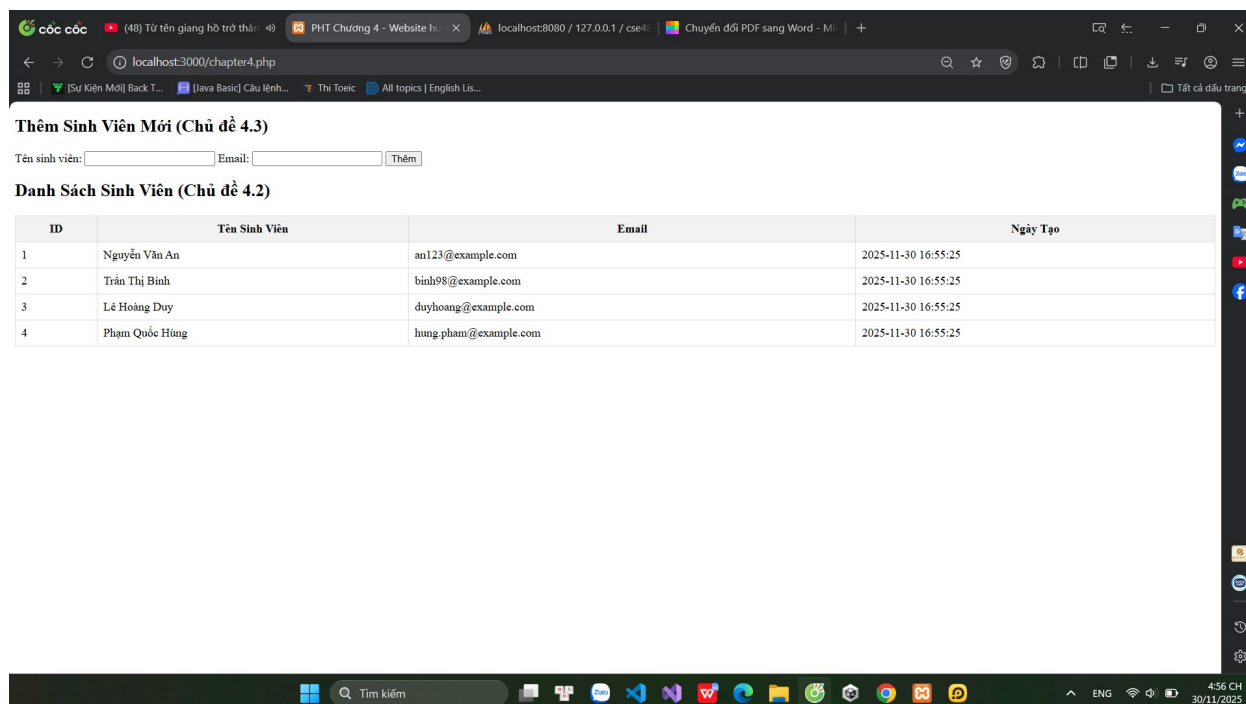 cốc cốc (48) Từ tên giang hồ trở thàn PHT Chương 4 - Website hư localhost:8080 / 127.0.0.1 / cse4 Chuyển đổi PDF sang Word - Mi
localhost:3000/chapter4.php
[Sự Kiện Mới] Back T... [Java Basic] Câu lệnh... Thi Toeic All topics | English Lis... Tất cả dấu trang
Thêm Sinh Viên Mới (Chủ đề 4.3)
Tên sinh viên: Email: Thêm
Danh Sách Sinh Viên (Chủ đề 4.2)
ID Tên Sinh Viên Email Ngày Tạo
1 Nguyễn Văn An an123@example.com 2025-11-30 16:55:25
2 Trần Thị Bình binh98@example.com 2025-11-30 16:55:25
3 Lê Hoàng Duy duyhoang@example.com 2025-11-30 16:55:25
4 Phạm Quốc Hùng hung.pham@example.com 2025-11-30 16:55:25
Tìm kiếm Zalo ENG 4:56 CH
30/11/2025